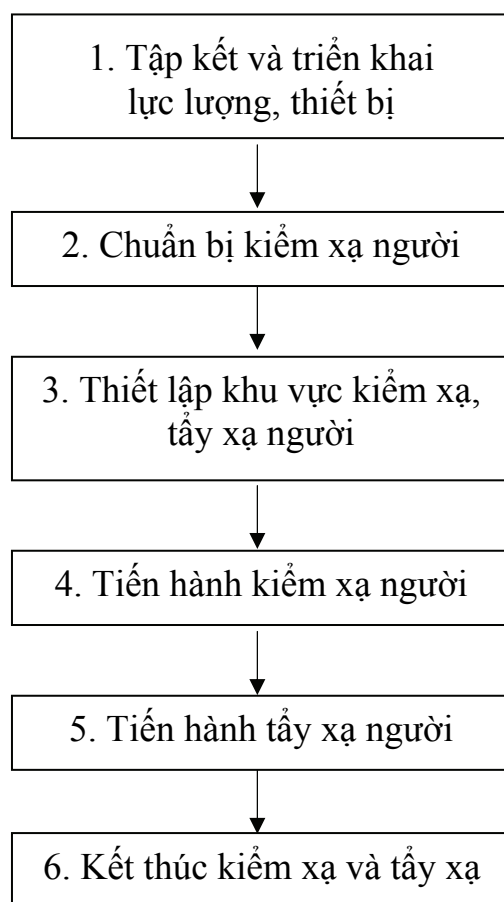 1. Tập kết và triển khai
lực lượng, thiết bị
2. Chuẩn bị kiểm xạ người
3. Thiết lập khu vực kiểm xạ,
tẩy xạ người
4. Tiến hành kiểm xạ người
5. Tiến hành tẩy xạ người
6. Kết thúc kiểm xạ và tẩy xạ